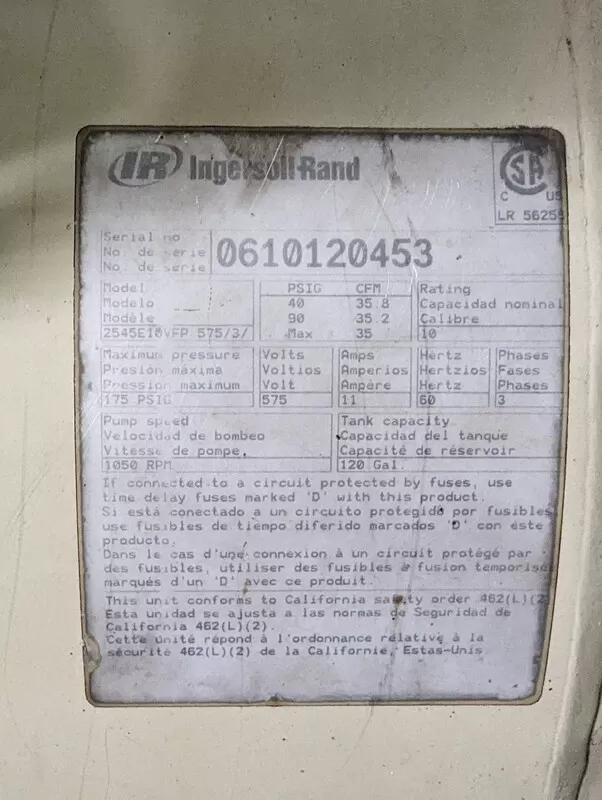 IR Ingersoll-Rand
SA
C US
LR 56255
Serial no
No. de serie
No. de serie
0610120453
Model
Modelo
Modèle
2545E10VFP 575/3/
PSIG CFM
40 35.8
90 35.2
Max 35
Rating
Capacidad nominal
Calibre
10
Maximum pressure
Presión máxima
Pression maximum
175 PSIG
Volts
Voltios
Volt
575
Amps
Amperios
Ampère
11
Hertz
Hertzios
Hertz
60
Phases
Fases
Phases
3
Pump speed
Velocidad de bombeo
Vitesse de pompe.
1050 RPM
Tank capacity
Capacidad del tanque
Capacité de réservoir
120 Gal.
If connected to a circuit protected by fuses, use
time delay fuses marked 'D' with this product.
Si está conectado a un circuito protegido por fusibles
use fusibles de tiempo diferido marcados 'D' con este
producto.
Dans le cas d'une connexion à un circuit protégé par
des fusibles, utiliser des fusibles à fusion temporisé
marqués d'un 'D' avec ce produit.
This unit conforms to California safety order 462(L)(2
Esta unidad se ajusta a las normas de Seguridad de
California 462(L)(2).
Cette unité répond à l'ordonnance relative à la
sécurité 462(L)(2) de la Californie, Estas-Unis